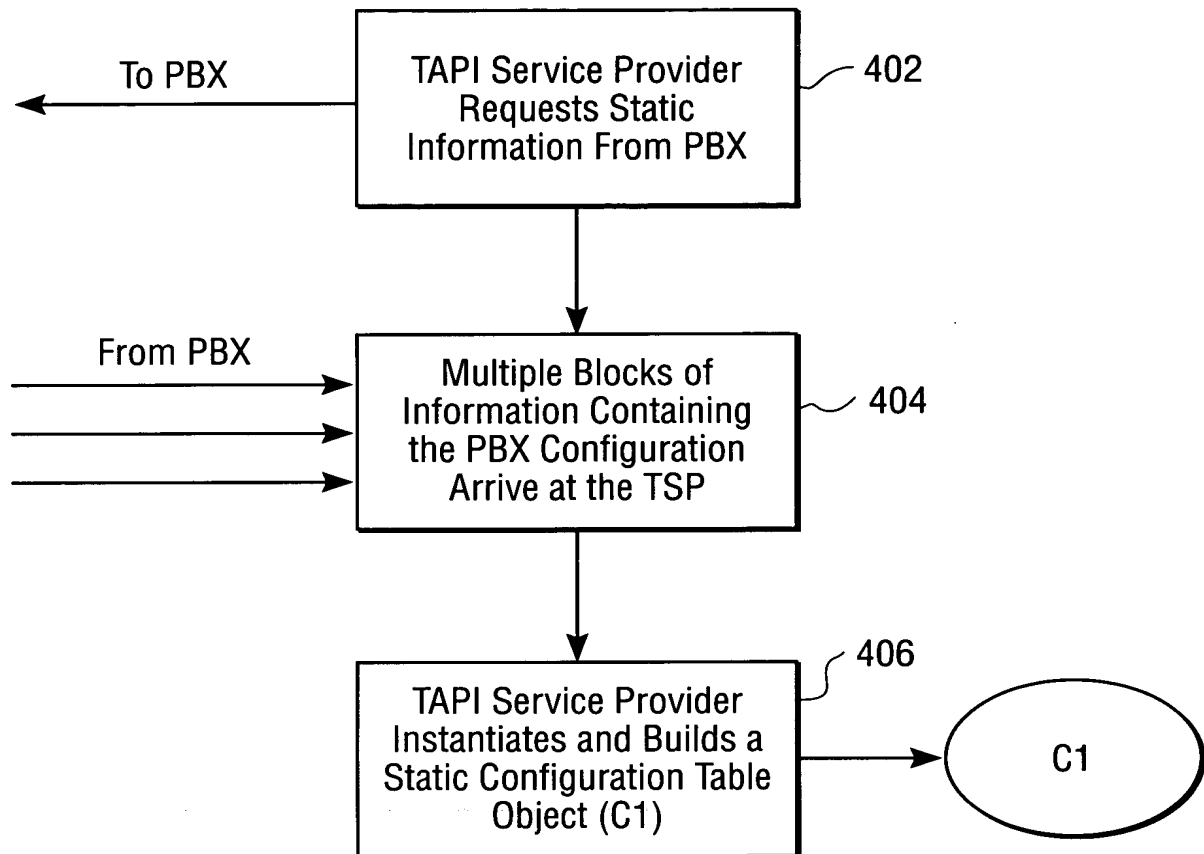 To PBX
TAPI Service Provider
Requests Static
Information From PBX
402
From PBX
Multiple Blocks of
Information Containing
the PBX Configuration
Arrive at the TSP
404
TAPI Service Provider
Instantiates and Builds a
Static Configuration Table
Object (C1)
406
C1